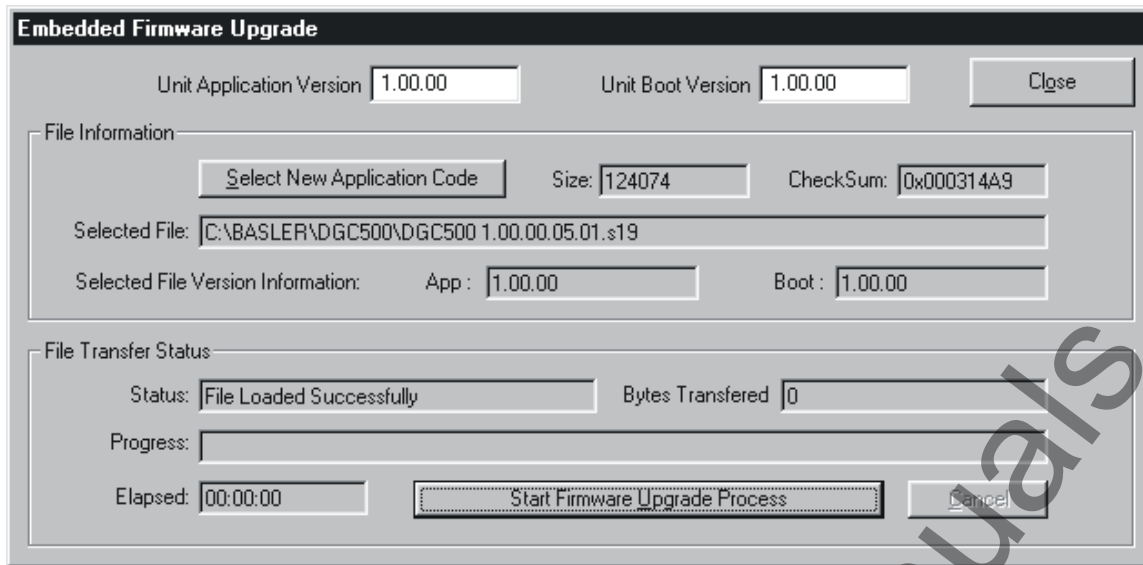 Embedded Firmware Upgrade
Unit Application Version 1.00.00 Unit Boot Version 1.00.00 Close
File Information
Select New Application Code Size: 124074 CheckSum: 0x000314A9
Selected File: C:\BASLER\DGC500\DGC500 1.00.00.05.01.s19
Selected File Version Information: App : 1.00.00 Boot : 1.00.00
File Transfer Status
Status: File Loaded Successfully Bytes Transfered 0
Progress:
Elapsed: 00:00:00 Start Firmware Upgrade Process Cancel
uals